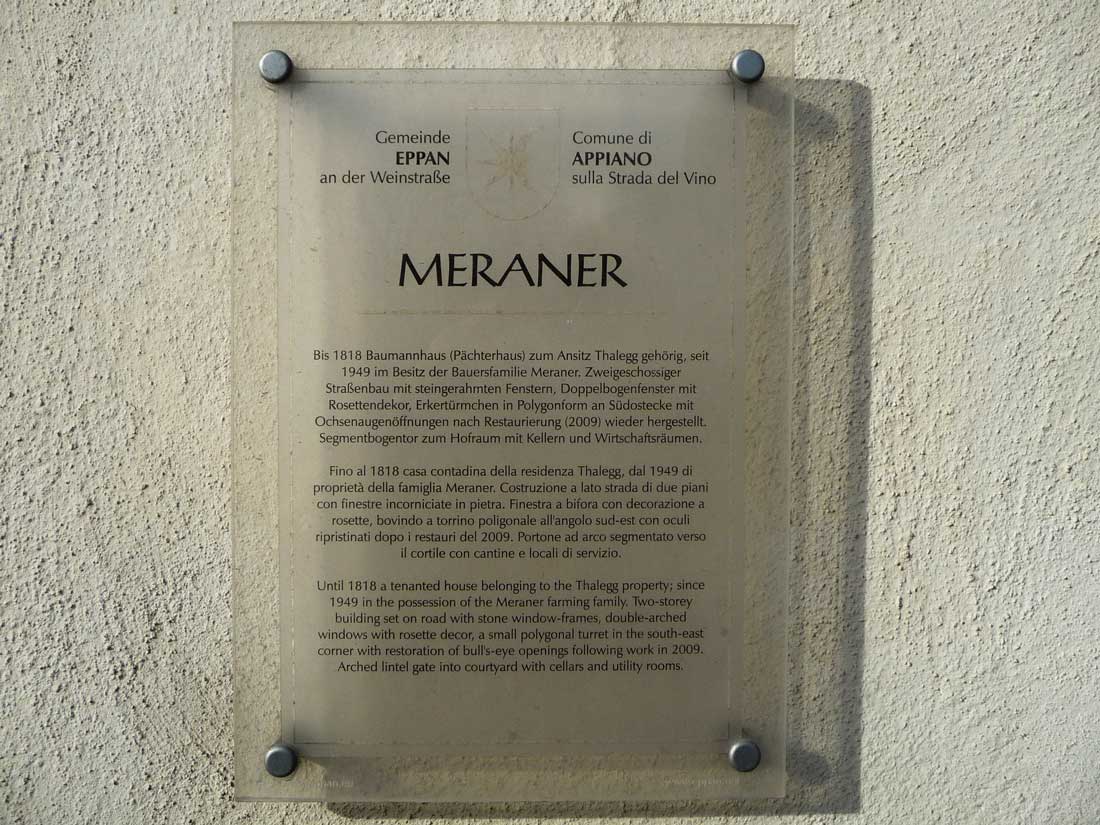 Gemeinde
EPPAN
an der Weinstraße
Comune di
APPIANO
sulla Strada del Vino
MERANER
Bis 1818 Baumannhaus (Pächterhaus) zum Ansitz Thalegg gehörig, seit
1949 im Besitz der Bauersfamilie Meraner. Zweigeschossiger
Straßenbau mit steingerahmten Fenstern, Doppelbogenfenster mit
Rosettendekor, Erkertürmchen in Polygonform an Südostecke mit
Ochsenaugenöffnungen nach Restaurierung (2009) wieder hergestellt.
Segmentbogentor zum Hofraum mit Kellern und Wirtschaftsräumen.
Fino al 1818 casa contadina della residenza Thalegg, dal 1949 di
proprietà della famiglia Meraner. Costruzione a lato strada di due piani
con finestre incorniciate in pietra. Finestra a bifora con decorazione a
rosette, bovindo a torrino poligonale all'angolo sud-est con oculi
ripristinati dopo i restauri del 2009. Portone ad arco segmentato verso
il cortile con cantine e locali di servizio.
Until 1818 a tenanted house belonging to the Thalegg property; since
1949 in the possession of the Meraner farming family. Two-storey
building set on road with stone window-frames, double-arched
windows with rosette decor, a small polygonal turret in the south-east
corner with restoration of bull's-eye openings following work in 2009.
Arched lintel gate into courtyard with cellars and utility rooms.